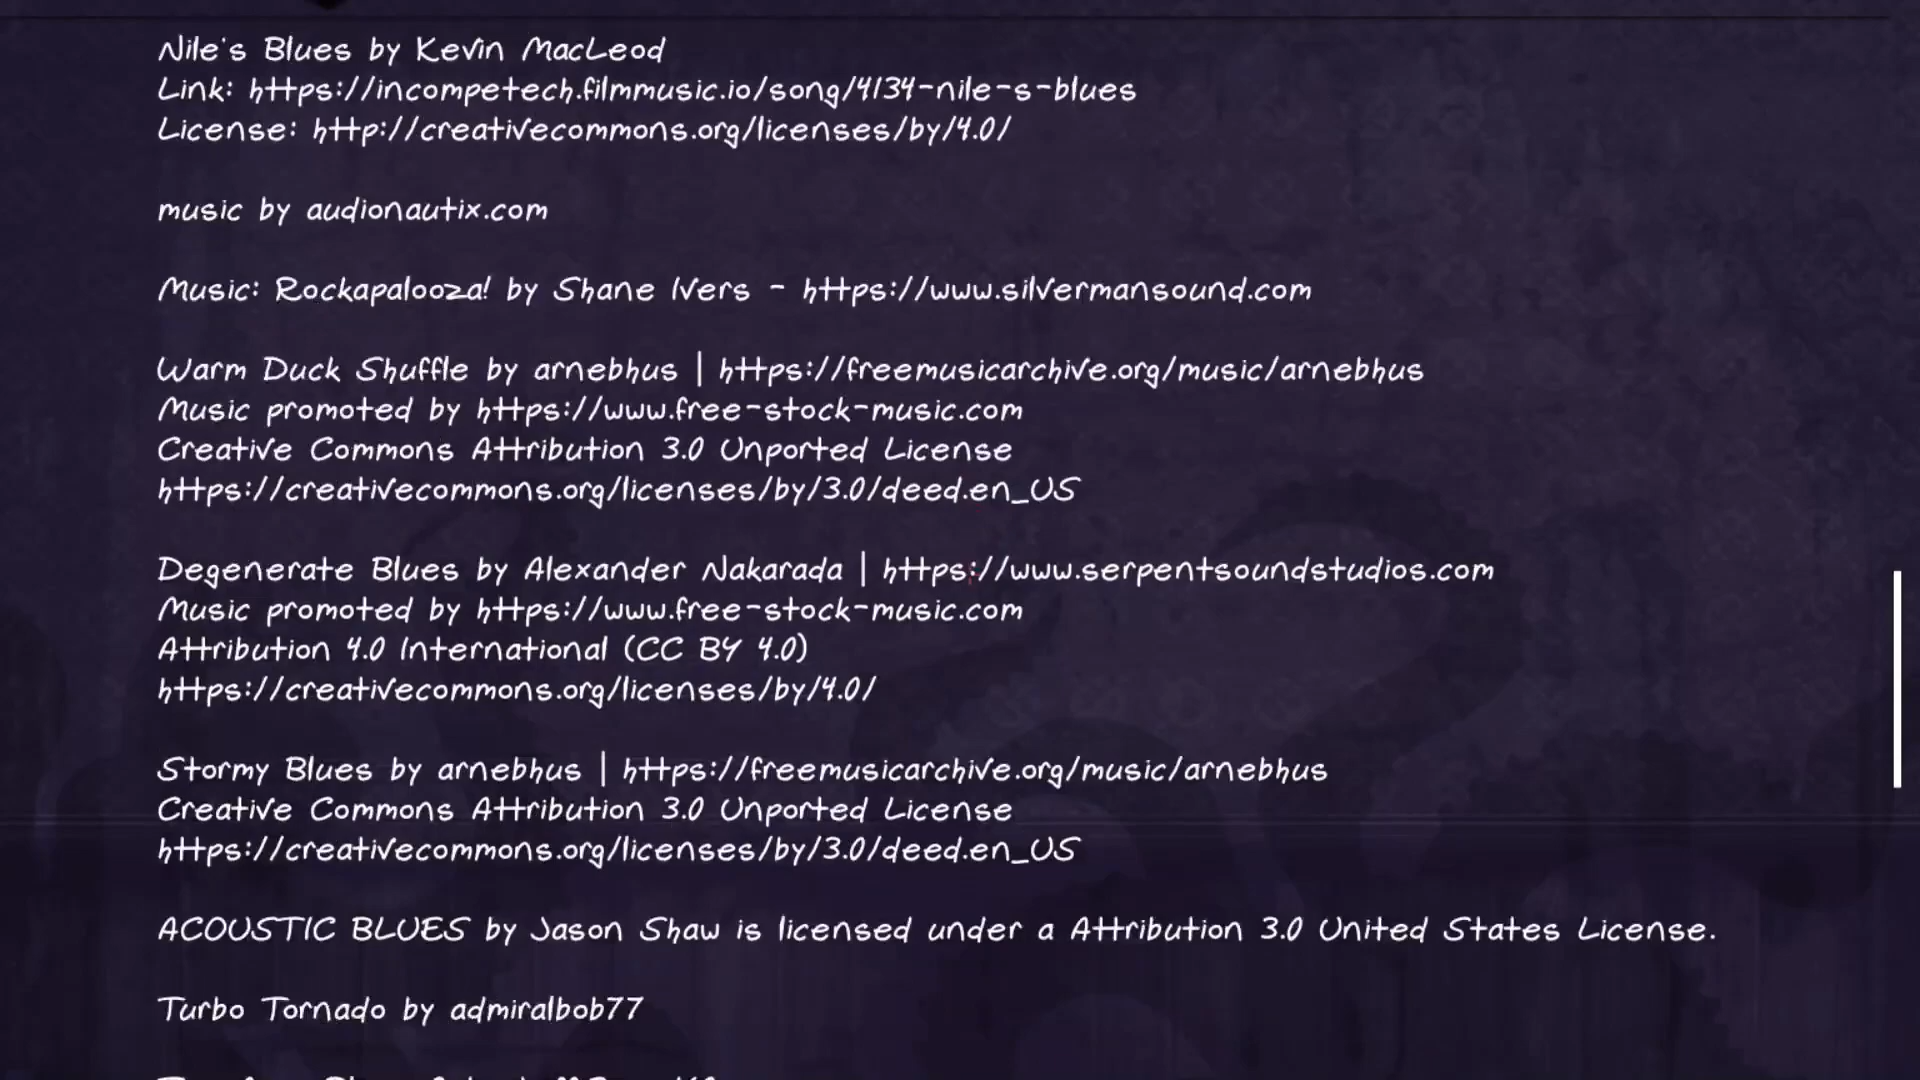 Nile's Blues by Kevin MacLeod
Link: https://incompetech.filmmusic.io/song/4134-nile-s-blues
License: http://creativecommons.org/licenses/by/4.0/
music by audionautix.com
Music: Rockapalooza! by Shane Ivers - https://www.silvermansound.com
Warm Duck Shuffle by arnebhus | https://freemusicarchive.org/music/arnebhus
Music promoted by https://www.free-stock-music.com
Creative Commons Attribution 3.0 Unported License
https://creativecommons.org/licenses/by/3.0/deed.en_US
Degenerate Blues by Alexander Nakarada | https://www.serpentsoundstudios.com
Music promoted by https://www.free-stock-music.com
Attribution 4.0 International (CC BY 4.0)
https://creativecommons.org/licenses/by/4.0/
Stormy Blues by arnebhus | https://freemusicarchive.org/music/arnebhus
Creative Commons Attribution 3.0 Unported License
https://creativecommons.org/licenses/by/3.0/deed.en_US
ACOUSTIC BLUES by Jason Shaw is licensed under a Attribution 3.0 United States License.
Turbo Tornado by admiralbob77